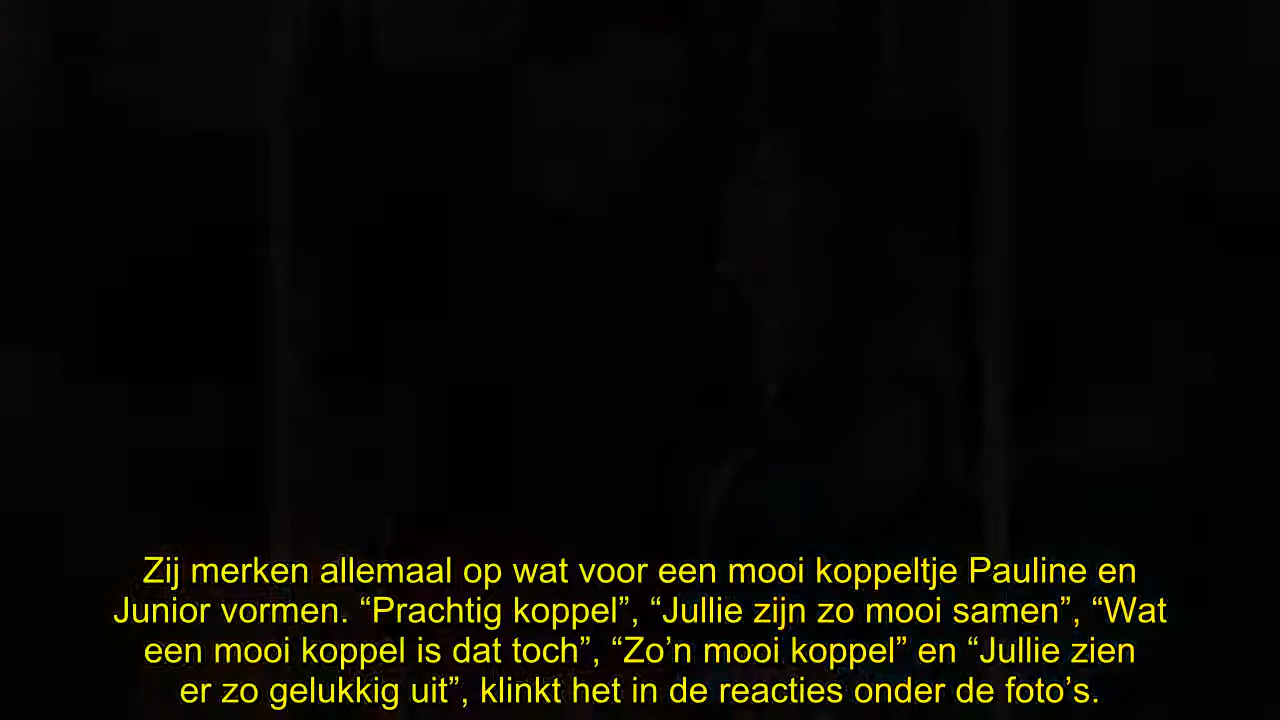 Zij merken allemaal op wat voor een mooi koppeltje Pauline en
Junior vormen. “Prachtig koppel”, “Jullie zijn zo mooi samen”, “Wat
een mooi koppel is dat toch”, “Zo’n mooi koppel” en “Jullie zien
er zo gelukkig uit”, klinkt het in de reacties onder de foto’s.